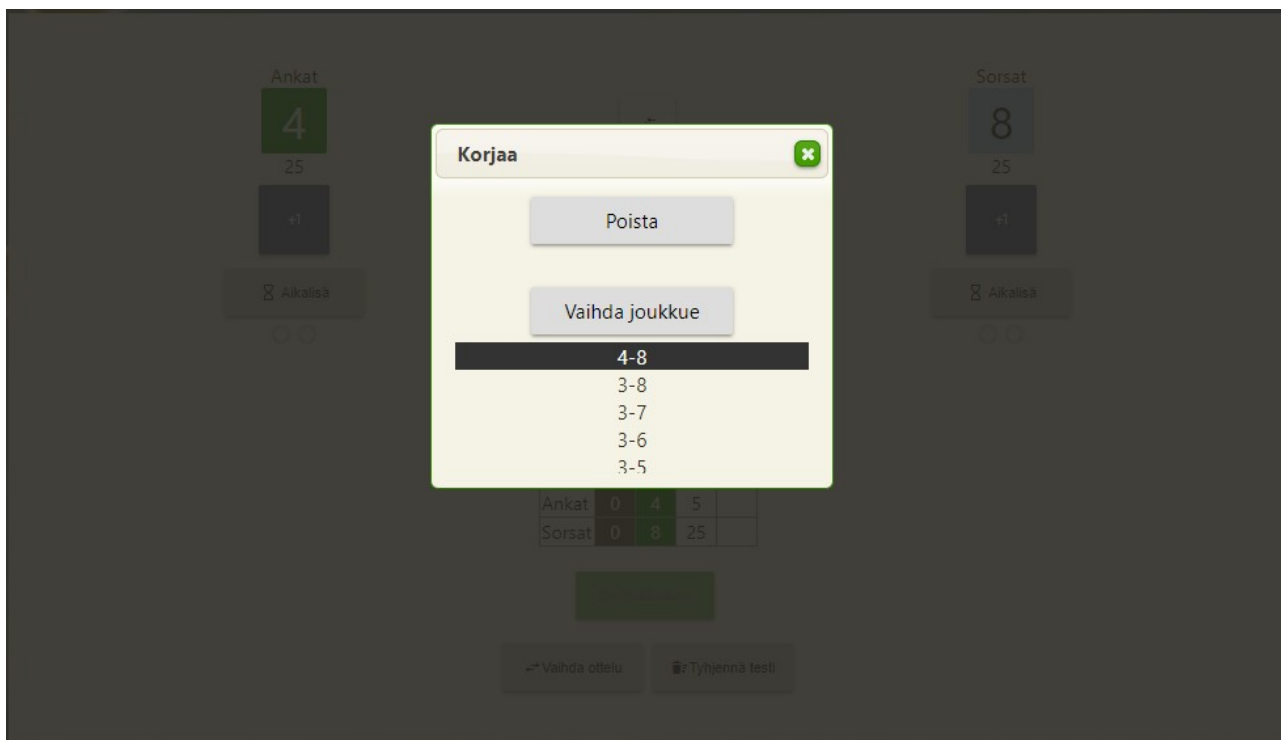 Ankat
Sorsat
4
8
25
25
+1
+1
Aikalisä
Aikalisä
Korjaa
Poista
Vaihda joukkue
4-8
3-8
3-7
3-6
3-5
Ankat 0 4 5
Sorsat 0 8 25
Vaihda ottelu
Tyhjennä testi